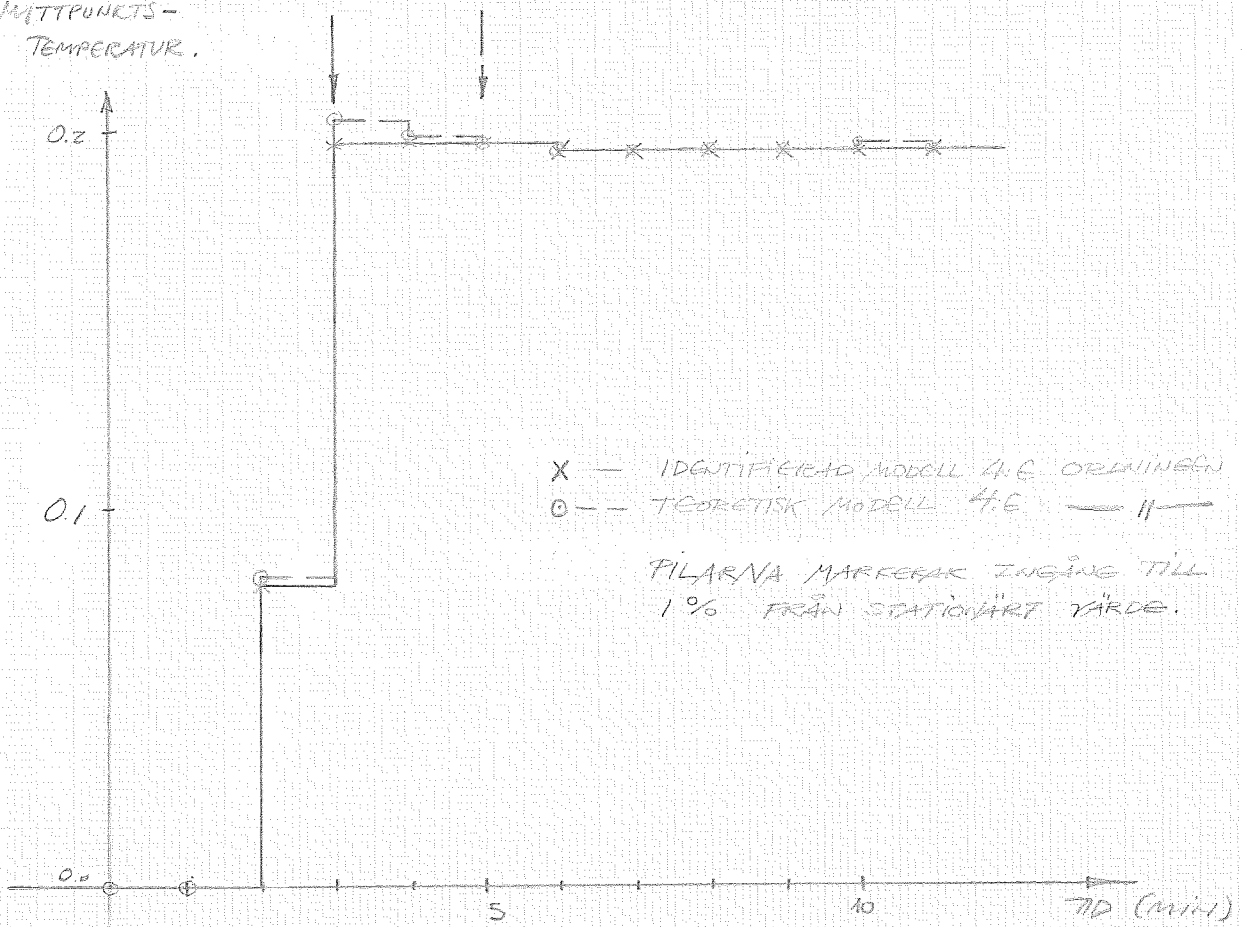 MITTPUNKTS-
TEMPERATUR.
0.2
X — IDENTIFIERAD MODELL 4.E ORDNINGEN
⊙ -- TEORETISK MODELL 4.E — 〃 —
0.1
PILARNA MARKERAR INGÅNG TILL
1% FRÅN STATIONÄRT VÄRDE.
0.0
5
10
TID (MIN)